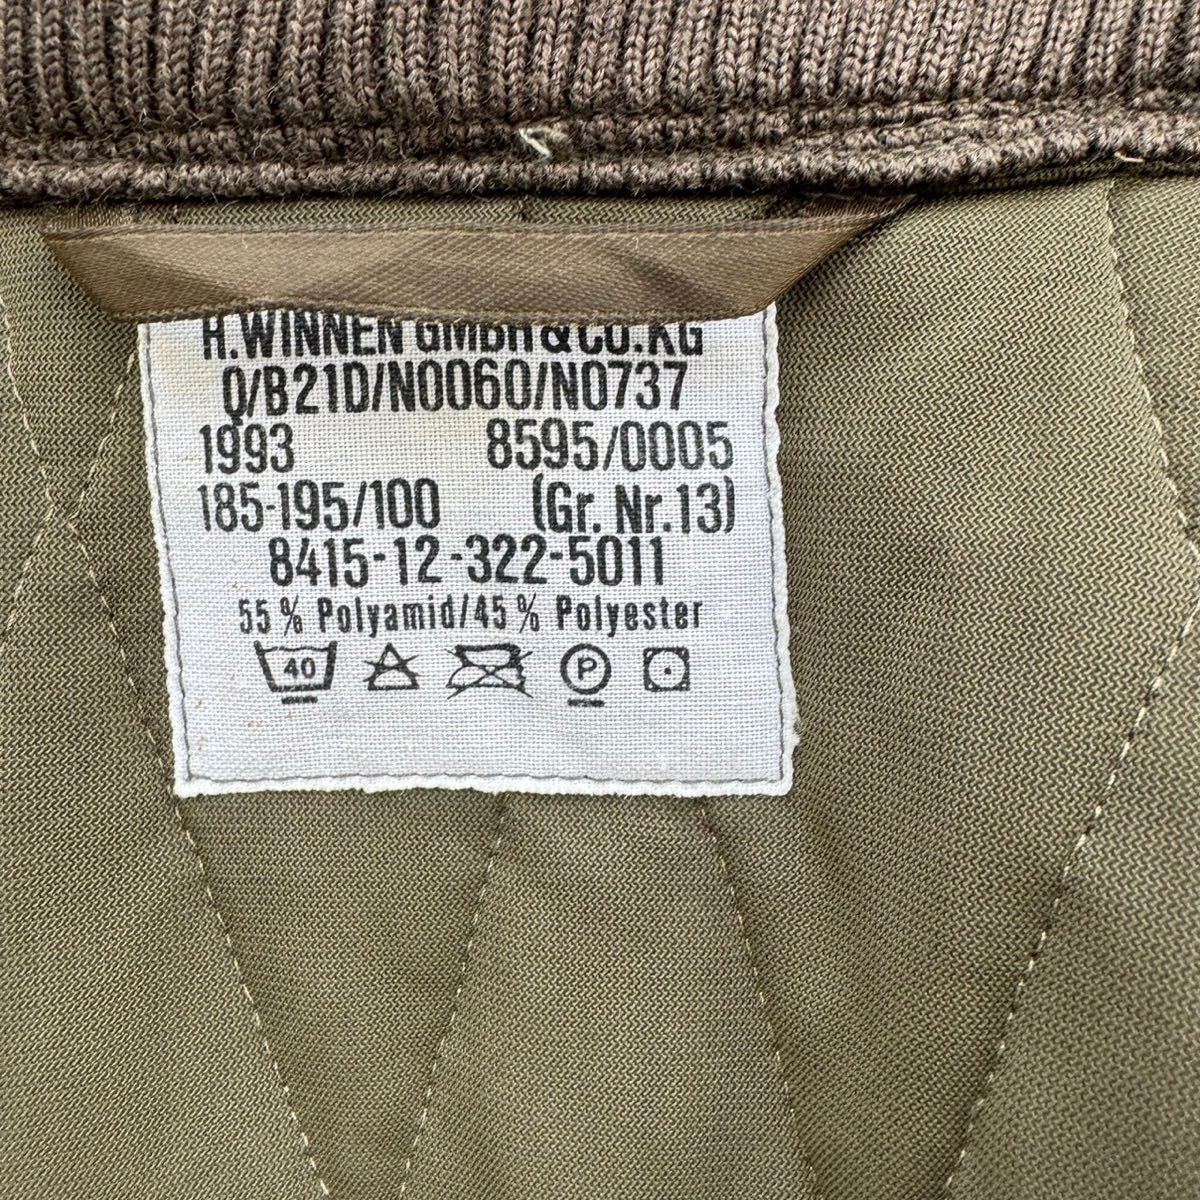 H.WINNEN GMBH & CO.KG
Q/B21D/N0060/N0737
1993 8595/0005
185-195/100 (Gr. Nr.13)
8415-12-322-5011
55% Polyamid/45% Polyester
40 P